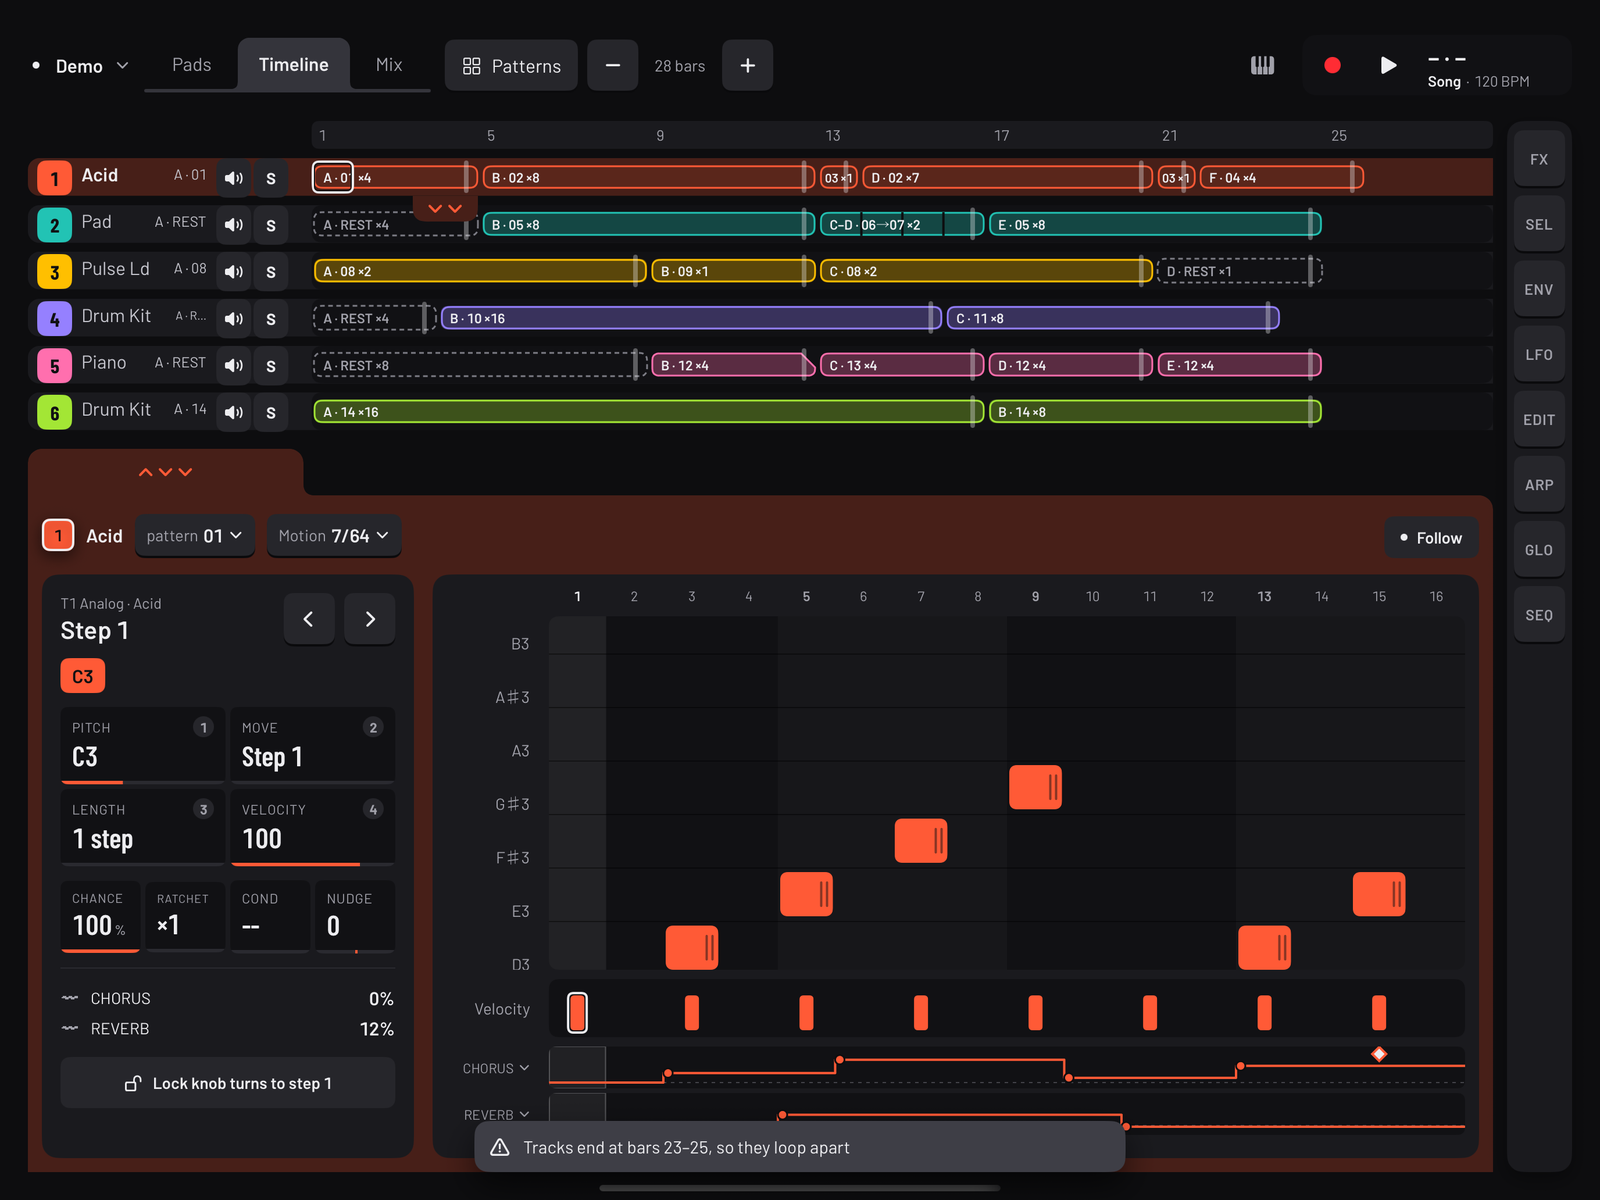 Demo
Pads
Timeline
Mix
Patterns
28 bars
Song · 120 BPM
1 5 9 13 17 21 25
1 Acid A · 01 S
A · 01 ×4
B · 02 ×8
03 ×1
D · 02 ×7
03 ×1
F · 04 ×4
2 Pad A · REST S
A · REST ×4
B · 05 ×8
C–D · 06→07 ×2
E · 05 ×8
3 Pulse Ld A · 08 S
A · 08 ×2
B · 09 ×1
C · 08 ×2
D · REST ×1
4 Drum Kit A · R... S
A · REST ×4
B · 10 ×16
C · 11 ×8
5 Piano A · REST S
A · REST ×8
B · 12 ×4
C · 13 ×4
D · 12 ×4
E · 12 ×4
6 Drum Kit A · 14 S
A · 14 ×16
B · 14 ×8
FX
SEL
ENV
LFO
EDIT
ARP
GLO
SEQ
1 Acid
pattern 01
Motion 7/64
Follow
T1 Analog · Acid
Step 1
C3
PITCH 1
C3
MOVE 2
Step 1
LENGTH 3
1 step
VELOCITY 4
100
CHANCE
100 %
RATCHET
×1
COND
--
NUDGE
0
CHORUS 0%
REVERB 12%
Lock knob turns to step 1
1 2 3 4 5 6 7 8 9 10 11 12 13 14 15 16
B3
A♯3
A3
G♯3
F♯3
E3
D3
Velocity
CHORUS
REVERB
Tracks end at bars 23–25, so they loop apart